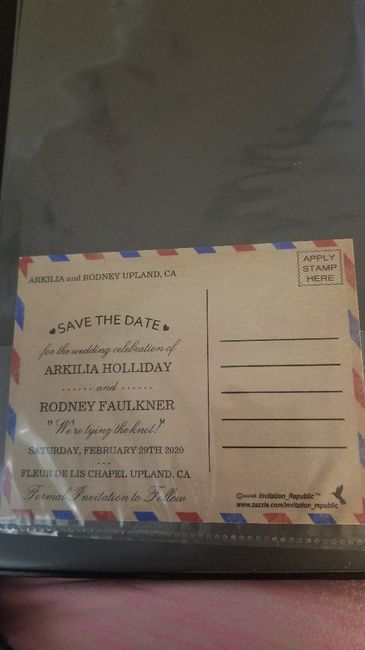 ARKILIA and RODNEY UPLAND, CA
APPLY
STAMP
HERE
SAVE THE DATE
for the wedding celebration of
ARKILIA HOLLIDAY
...... and ......
RODNEY FAULKNER
"We're tying the knot!"
SATURDAY, FEBRUARY 29TH 2020
---
FLEUR DE LIS CHAPEL UPLAND, CA
Formal Invitation to Follow
Invitation_Republic™
www.zazzle.com/invitation_republic